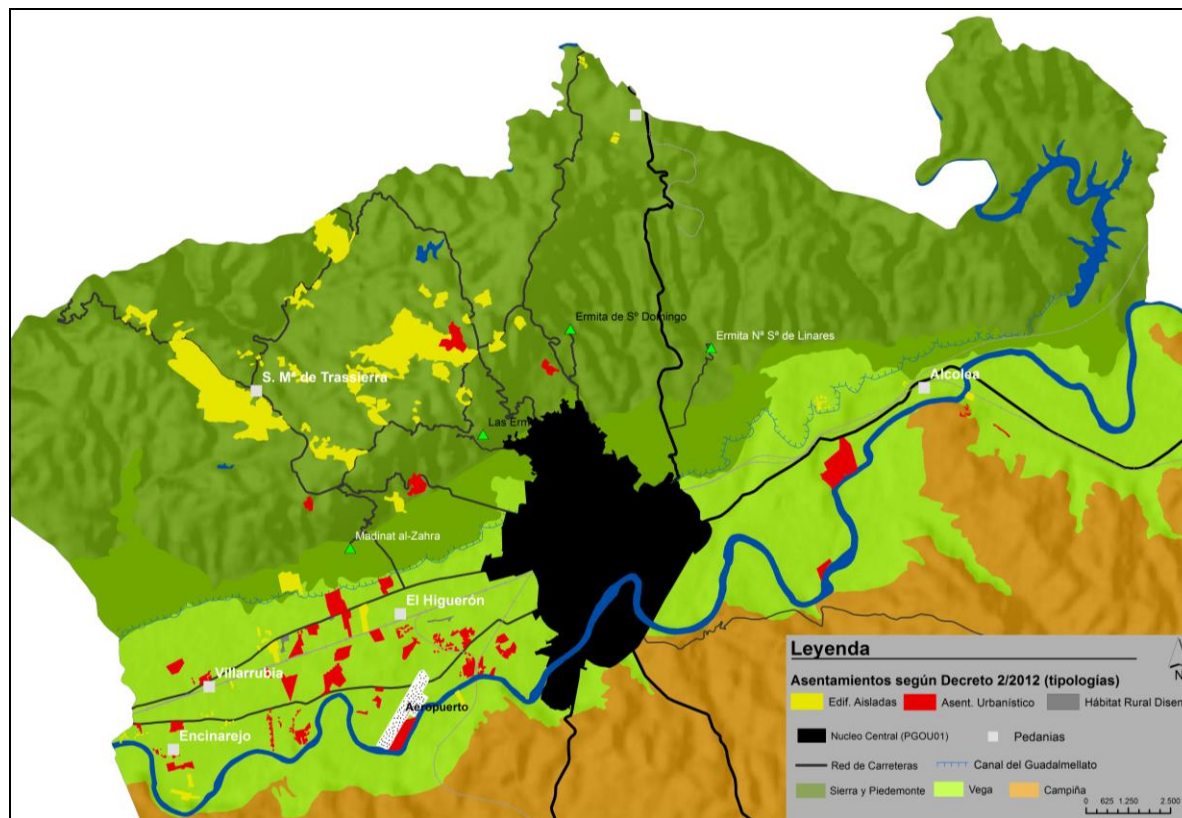 Ermita de Sº Domingo
Ermita Nª Sª de Linares
S. Mª de Trassierra
Alcolea
Las Erm
Madinat al-Zahra
El Higuerón
Villarrubia
Aeropuerto
Encinarejo
Leyenda
N
Asentamientos según Decreto 2/2012 (tipologías)
Edif. Aisladas Asent. Urbanístico Hábitat Rural Disen
Nucleo Central (PGOU01) Pedanias
Red de Carreteras Canal del Guadalmellato
Sierra y Piedemonte Vega Campiña
0 625 1.250 2.500